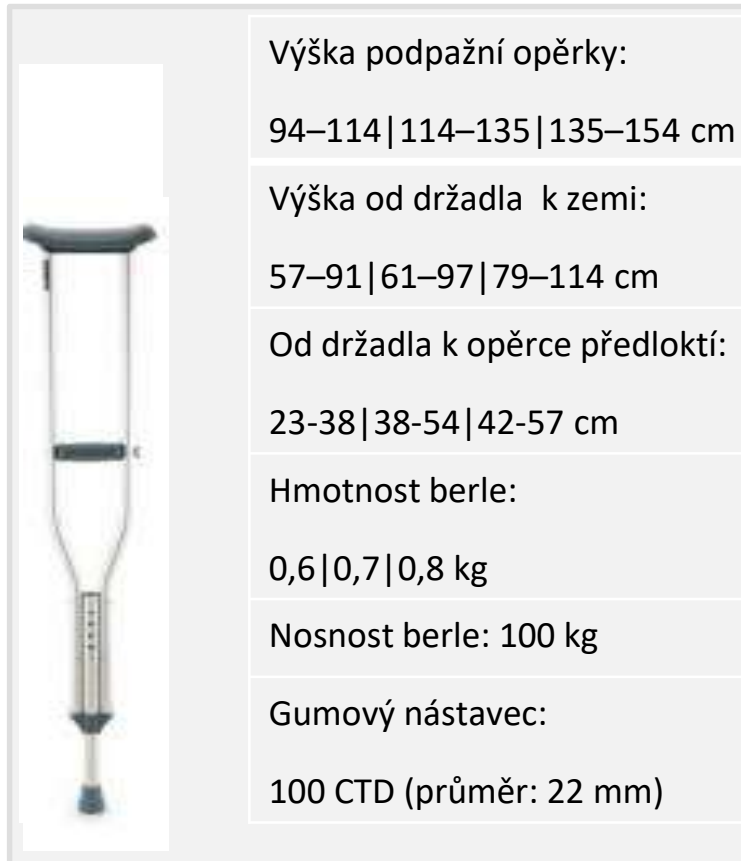 Výška podpažní opěrky:
94–114|114–135|135–154 cm
Výška od držadla  k zemi:
57–91|61–97|79–114 cm
Od držadla k opěrce předloktí:
23-38|38-54|42-57 cm
Hmotnost berle:
0,6|0,7|0,8 kg
Nosnost berle: 100 kg
Gumový nástavec:
100 CTD (průměr: 22 mm)